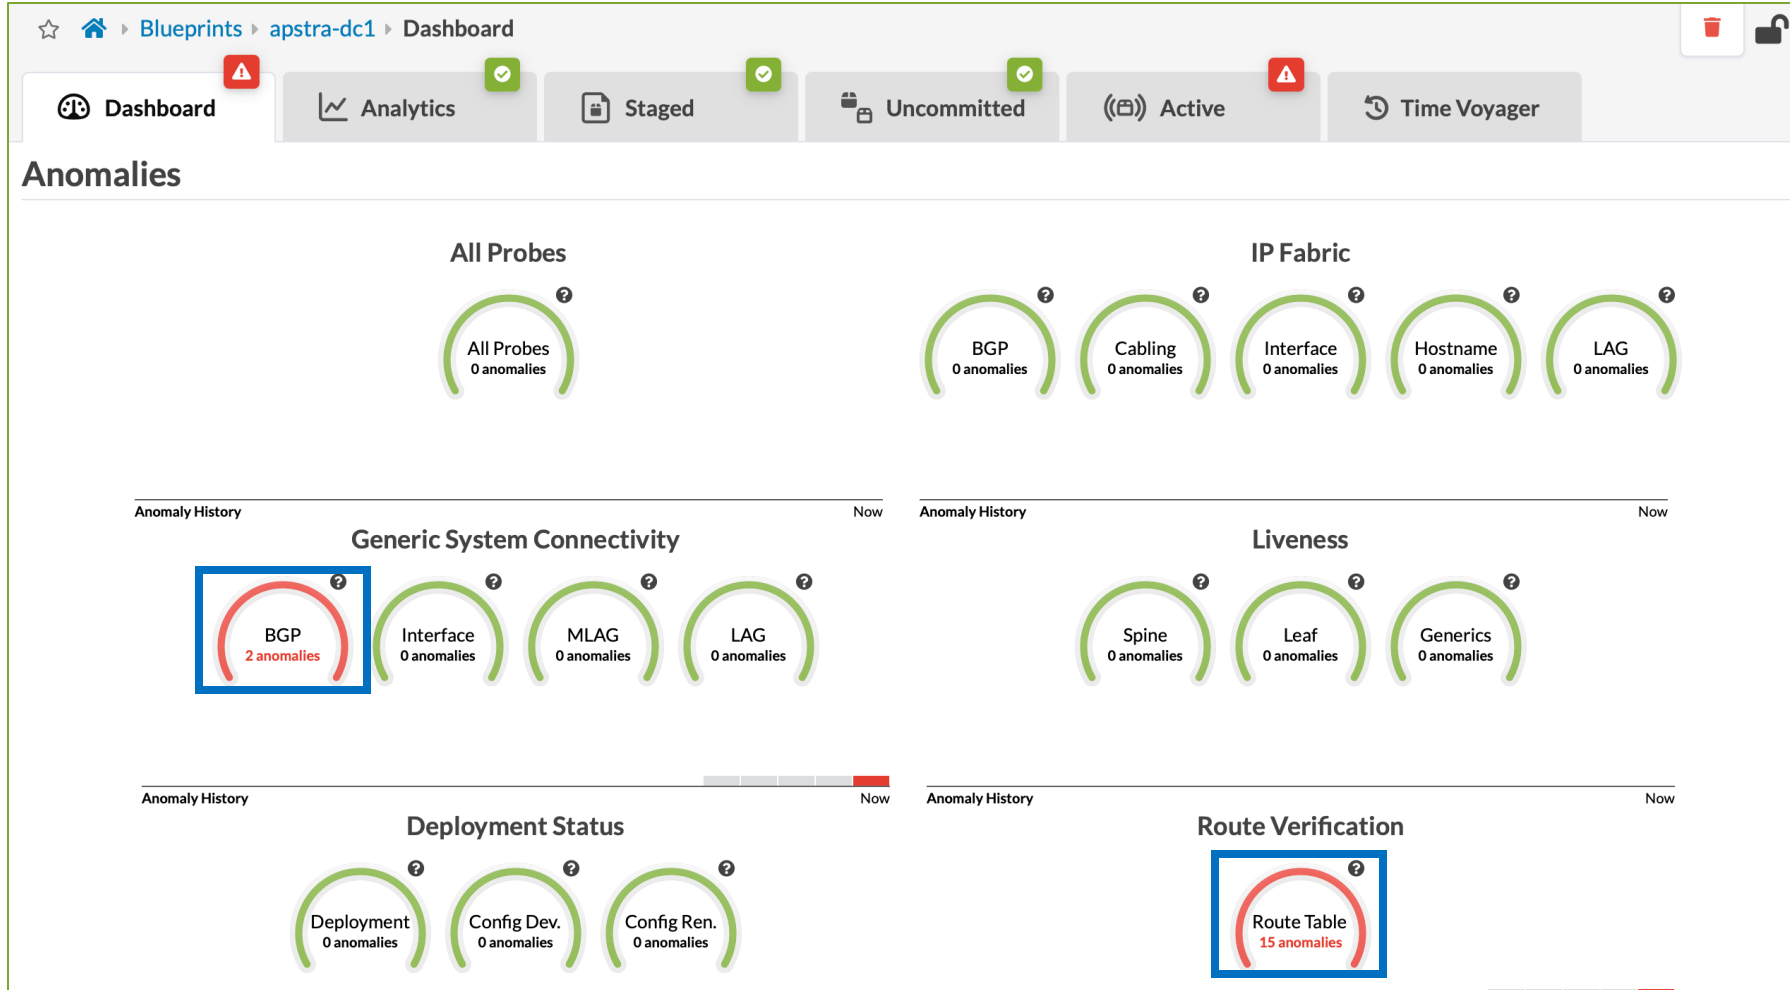 Blueprints apstra-dc1 Dashboard
Dashboard Analytics Staged Uncommitted Active Time Voyager
Anomalies
All Probes
All Probes
0 anomalies
Anomaly History Now
IP Fabric
BGP Cabling Interface Hostname LAG
0 anomalies 0 anomalies 0 anomalies 0 anomalies 0 anomalies
Anomaly History Now
Generic System Connectivity
BGP Interface MLAG LAG
2 anomalies 0 anomalies 0 anomalies 0 anomalies
Anomaly History Now
Liveness
Spine Leaf Generics
0 anomalies 0 anomalies 0 anomalies
Anomaly History Now
Deployment Status
Deployment Config Dev. Config Ren.
0 anomalies 0 anomalies 0 anomalies
Route Verification
Route Table
15 anomalies